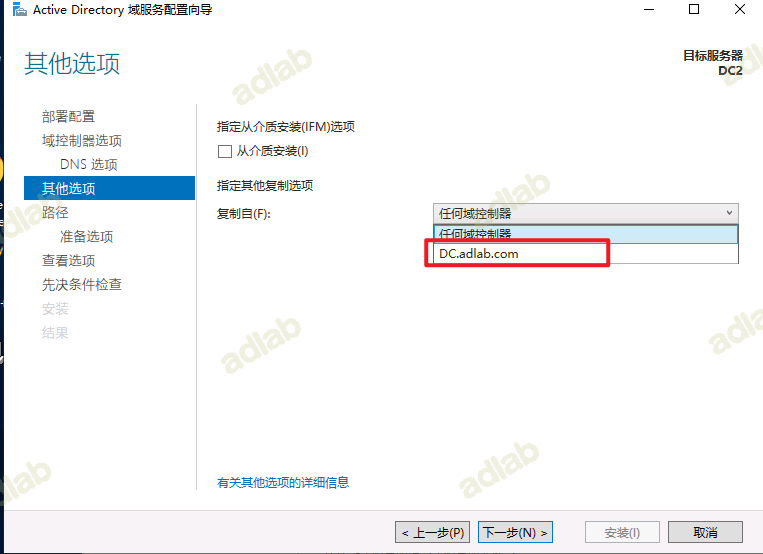 Active Directory 域服务配置向导
其他选项
目标服务器
DC2
部署配置
域控制器选项
DNS 选项
其他选项
路径
准备选项
查看选项
先决条件检查
安装
结果
指定从介质安装(IFM)选项
从介质安装(I)
指定其他复制选项
复制自(F):
任何域控制器
任何域控制器
DC.adlab.com
有关其他选项的详细信息
< 上一步(P)
下一步(N) >
安装(I)
取消
adlab
adlab
adlab
adlab
adlab
adlab
adlab